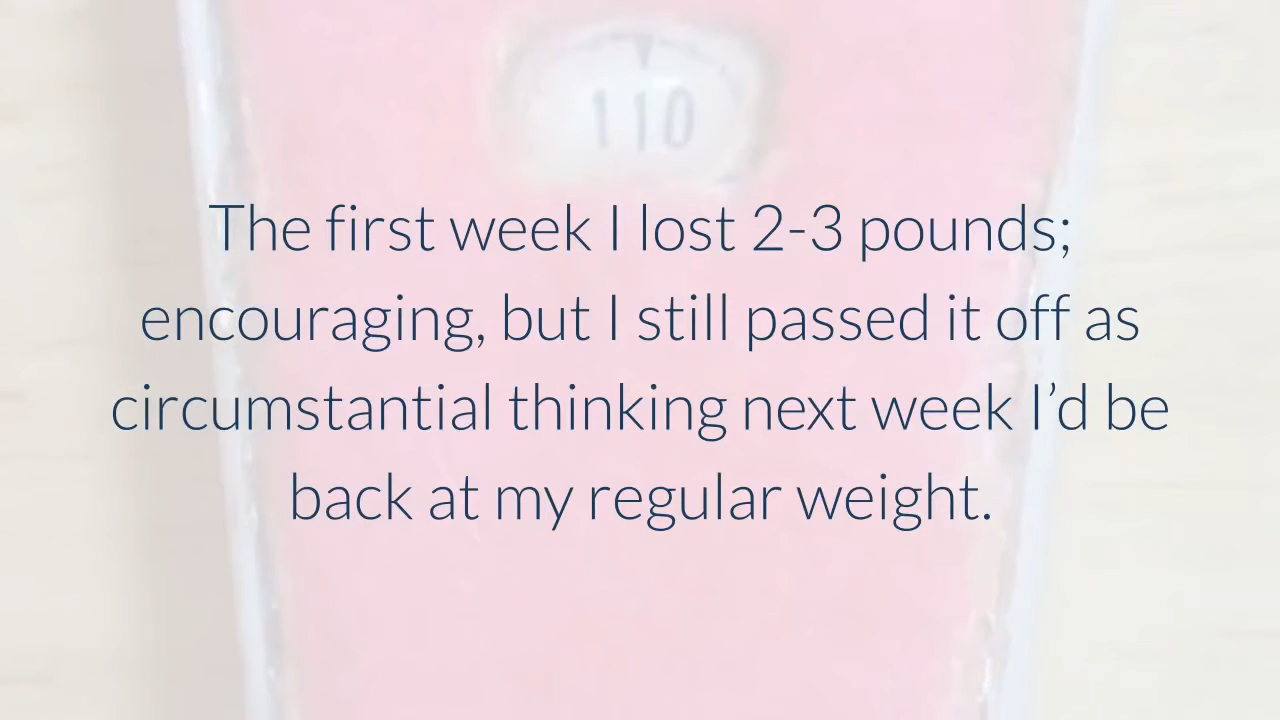 110
The first week I lost 2-3 pounds;
encouraging, but I still passed it off as
circumstantial thinking next week I’d be
back at my regular weight.